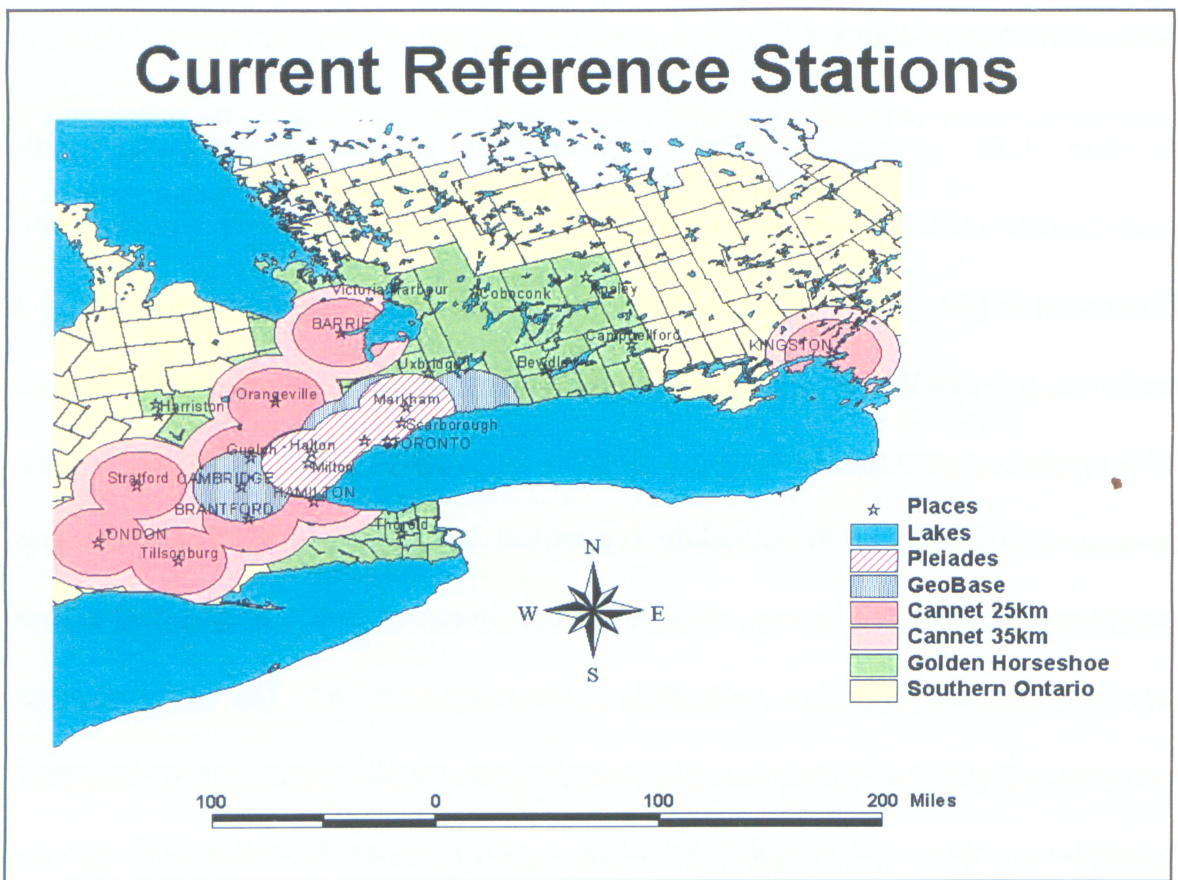 Current Reference Stations
Victoria Harbour
Coboconk
Apsley
BARRIE
Campbellford
KINGSTON
Uxbridge
Bewdley
Orangeville
Markham
Harriston
Scarborough
TORONTO
Guelph
Halton
Milton
Stratford
CAMBRIDGE
HAMILTON
BRANTFORD
Thorold
LONDON
Tillsonburg
Places
Lakes
Pleiades
GeoBase
Cannet 25km
Cannet 35km
Golden Horseshoe
Southern Ontario
N
W
E
S
100 0 100 200 Miles